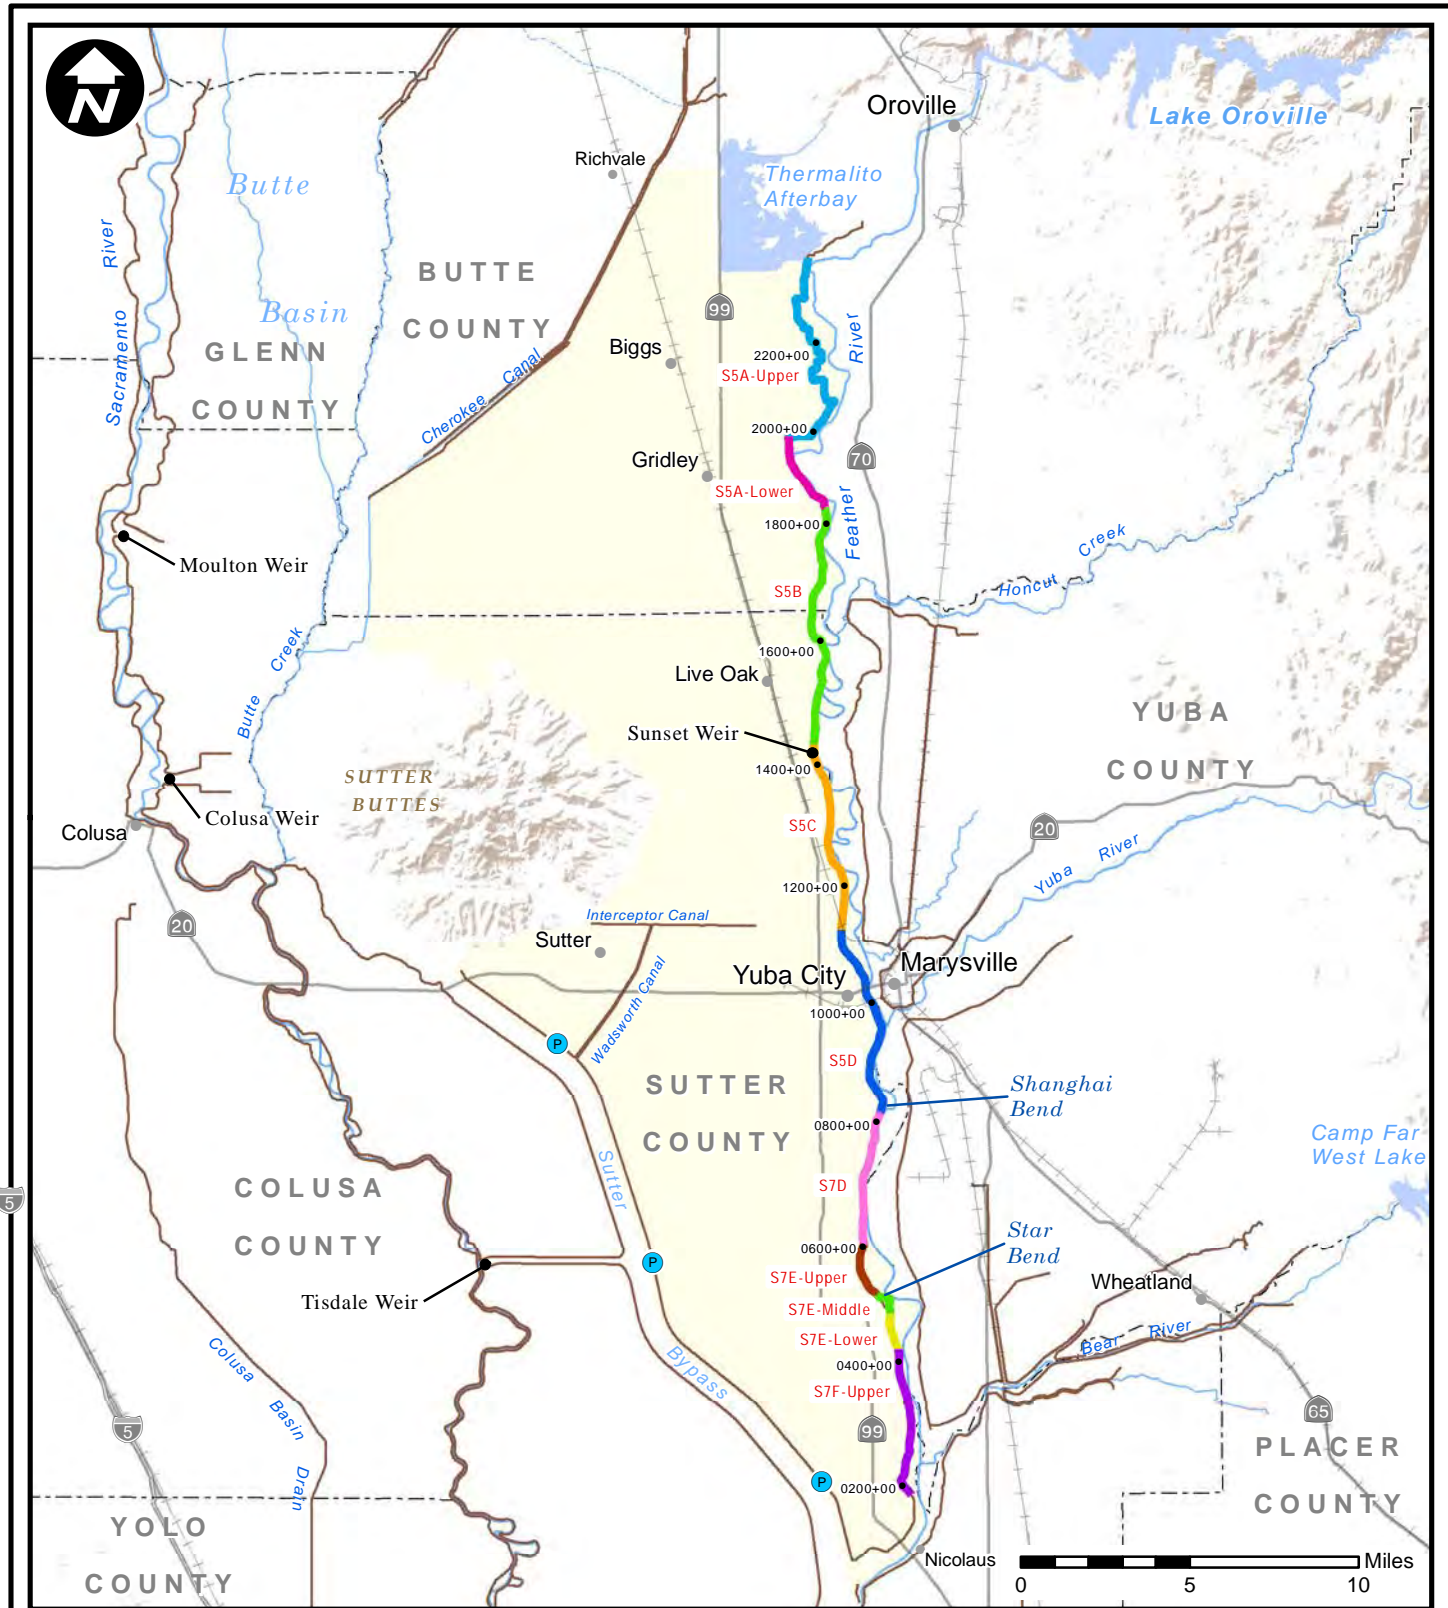 N
Oroville
Lake Oroville
Richvale
Thermalito
Afterbay
Butte
Basin
Sacramento River
BUTTE
COUNTY
99
River
GLENN
COUNTY
Biggs
2200+00
S5A-Upper
Cherokee Canal
2000+00
Gridley
70
S5A-Lower
Feather
1800+00
Moulton Weir
Honcut Creek
S5B
Butte Creek
1600+00
Live Oak
YUBA
COUNTY
Sunset Weir
1400+00
SUTTER
BUTTES
Colusa Weir
Colusa
S5C
20
Yuba River
1200+00
Interceptor Canal
20
Sutter
Wadsworth Canal
Yuba City
Marysville
1000+00
P
S5D
SUTTER
COUNTY
Shanghai
Bend
0800+00
Camp Far
West Lake
Sutter
COLUSA
COUNTY
S7D
5
Star
Bend
0600+00
P
S7E-Upper
Wheatland
Tisdale Weir
S7E-Middle
S7E-Lower
Bear River
Colusa Basin Drain
Bypass
0400+00
S7F-Upper
65
5
99
PLACER
COUNTY
P
0200+00
YOLO
COUNTY
Nicolaus
Miles
0 5 10